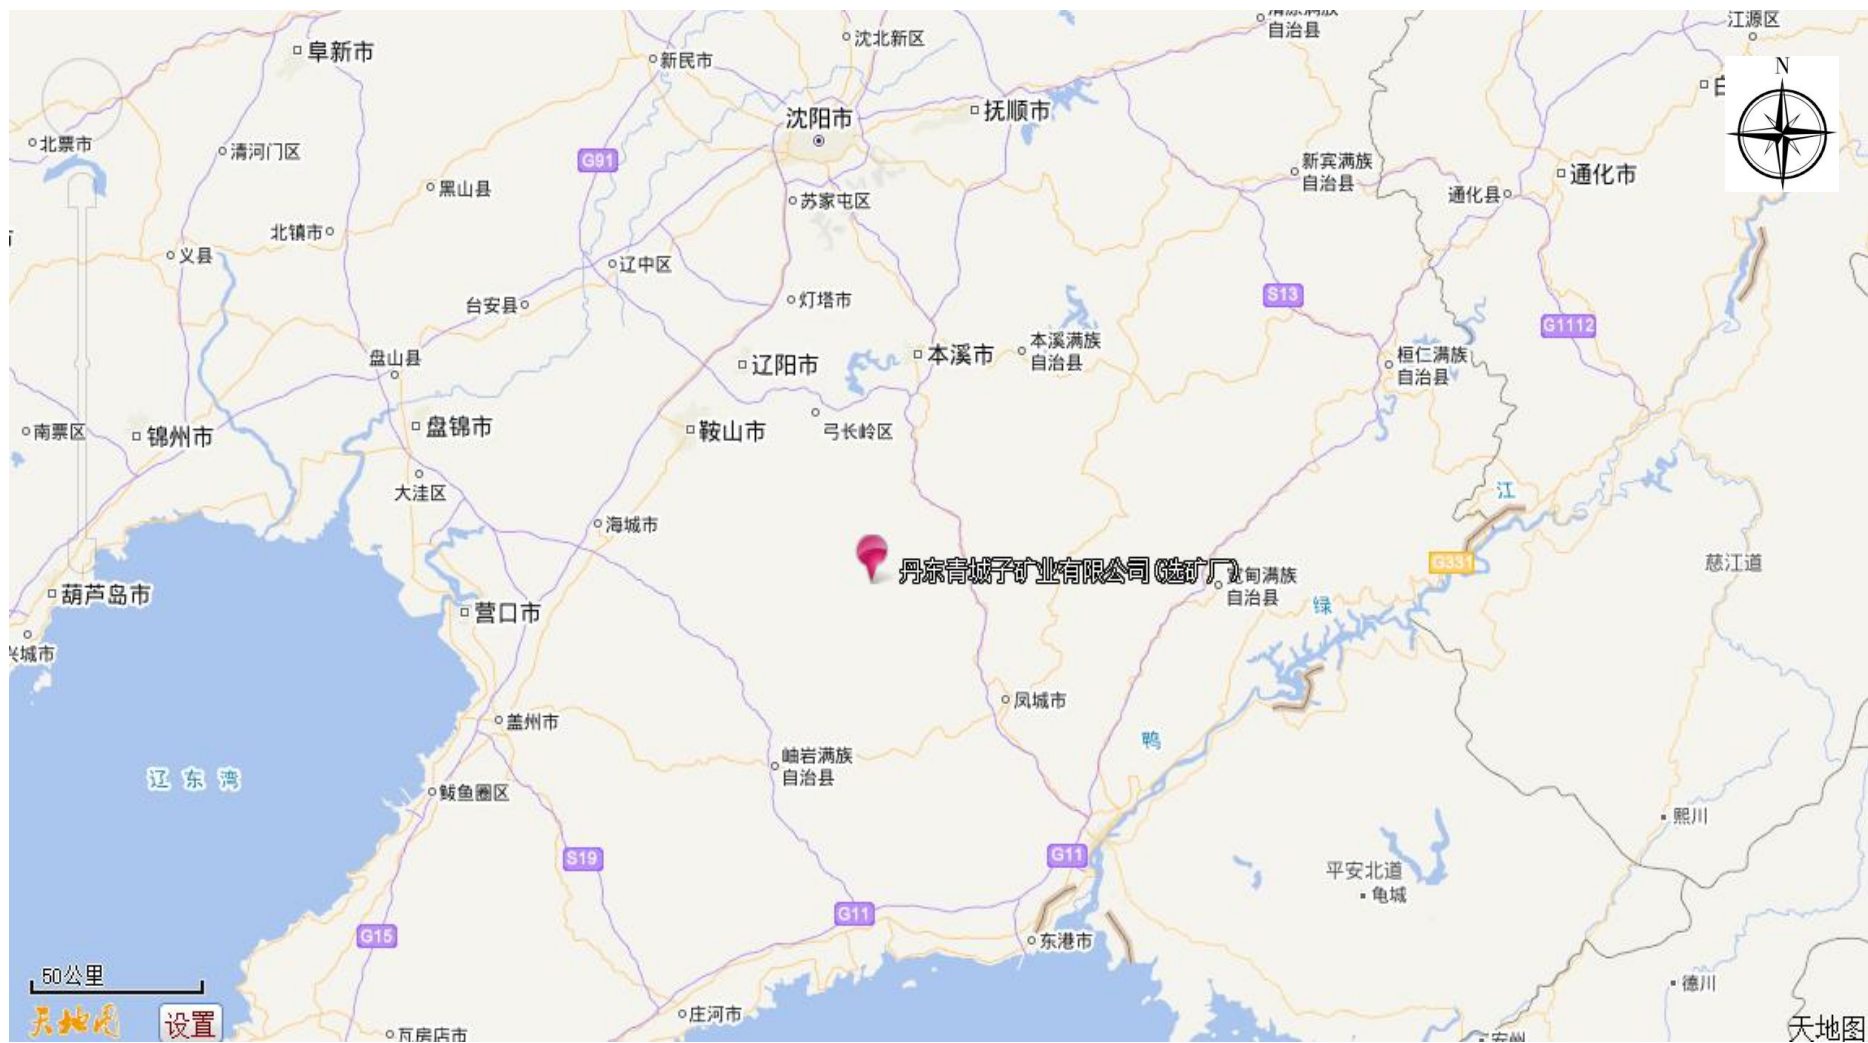 清原满族
自治县
江源区
阜新市
沈北新区
新民市
N
沈阳市
抚顺市
北票市
清河门区
G91
新宾满族
自治县
通化市
黑山县
通化县
苏家屯区
北镇市
义县
辽中区
灯塔市
台安县
S13
G1112
盘山县
辽阳市
本溪市
本溪满族
自治县
桓仁满族
自治县
南票区
锦州市
盘锦市
鞍山市
弓长岭区
大洼区
江
海城市
丹东青城子矿业有限公司(选矿厂)
宽甸满族
自治县
G331
慈江道
葫芦岛市
营口市
绿
兴城市
凤城市
盖州市
鸭
岫岩满族
自治县
辽东湾
鲅鱼圈区
熙川
S19
G11
平安北道
龟城
G11
G15
东港市
50公里
德川
天地图
设置
庄河市
瓦房店市
安州
天地图